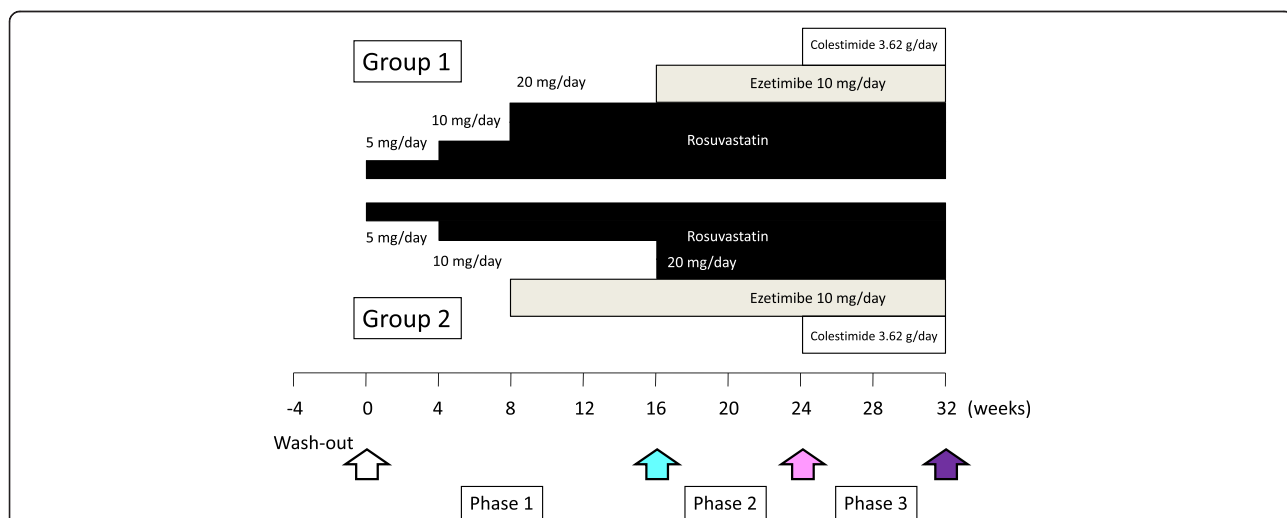 Colestimide 3.62 g/day
Group 1
20 mg/day
Ezetimibe 10 mg/day
10 mg/day
5 mg/day
Rosuvastatin
5 mg/day
Rosuvastatin
10 mg/day
20 mg/day
Ezetimibe 10 mg/day
Group 2
Colestimide 3.62 g/day
-4 0 4 8 12 16 20 24 28 32 (weeks)
Wash-out
Phase 1 Phase 2 Phase 3